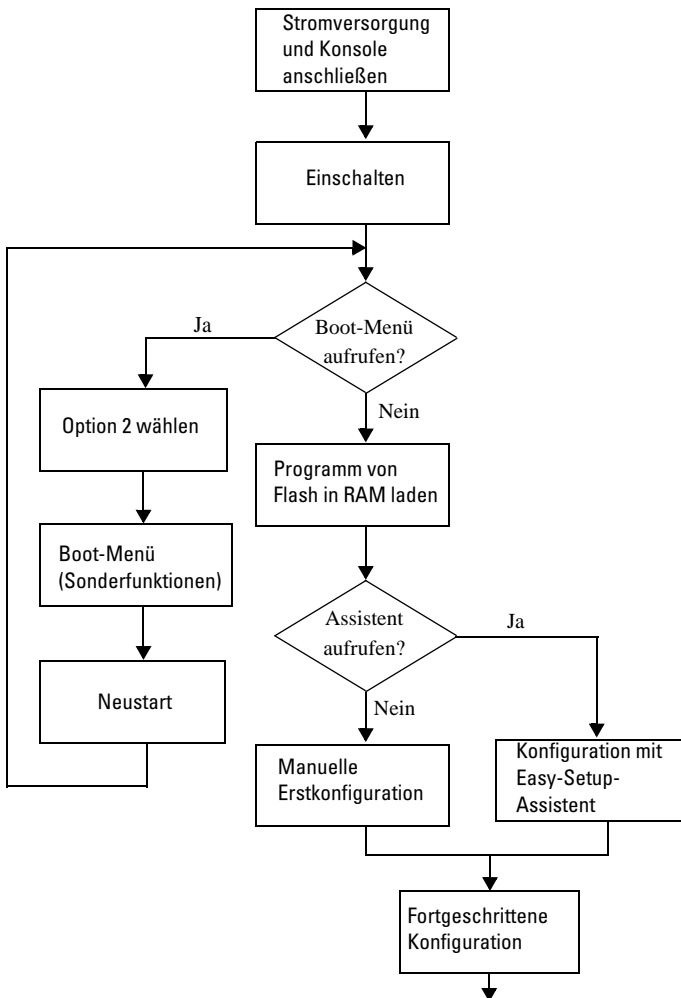 Stromversorgung
und Konsole
anschließen
Einschalten
Boot-Menü
aufrufen?
Ja
Nein
Option 2 wählen
Programm von
Flash in RAM laden
Boot-Menü
(Sonderfunktionen)
Assistent
aufrufen?
Ja
Nein
Neustart
Manuelle
Erstkonfiguration
Konfiguration mit
Easy-Setup-
Assistent
Fortgeschrittene
Konfiguration